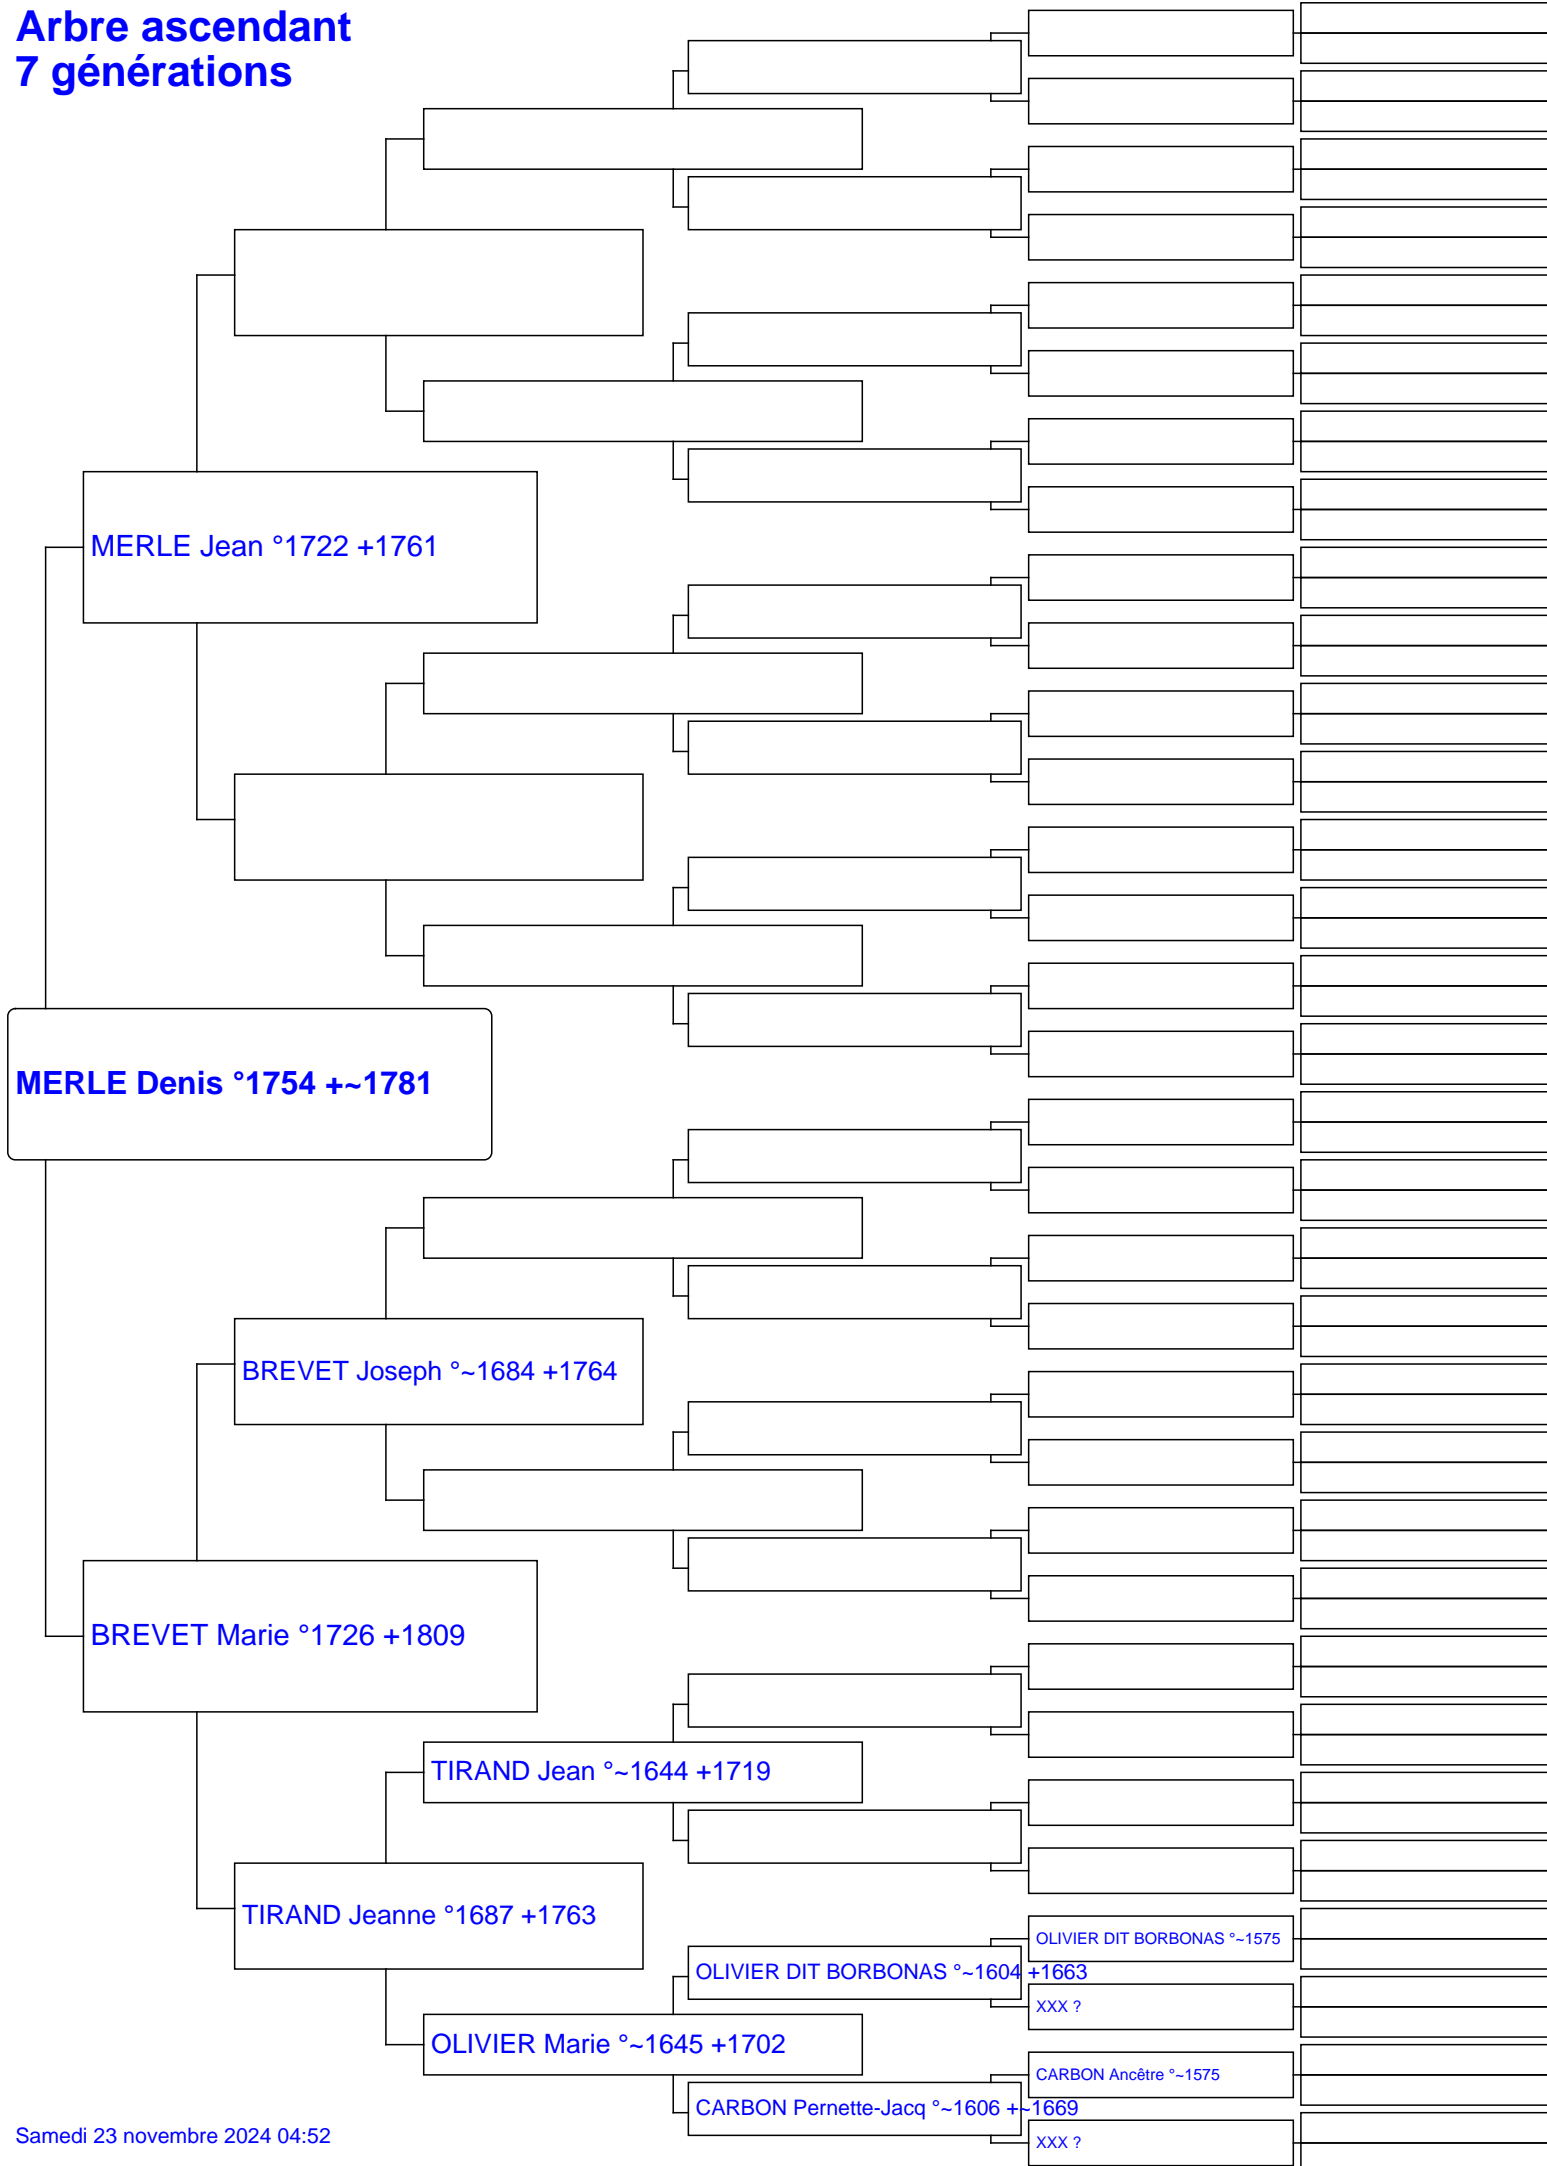 Arbre ascendant
7 générations
MERLE Jean °1722 +1761
MERLE Denis °1754 +~1781
BREVET Joseph °~1684 +1764
BREVET Marie °1726 +1809
TIRAND Jean °~1644 +1719
TIRAND Jeanne °1687 +1763
OLIVIER DIT BORBONAS °~1575
OLIVIER DIT BORBONAS °~1604 +1663
XXX ?
OLIVIER Marie °~1645 +1702
CARBON Ancêtre °~1575
CARBON Pernette-Jacq °~1606 +~1669
XXX ?
Samedi 23 novembre 2024 04:52